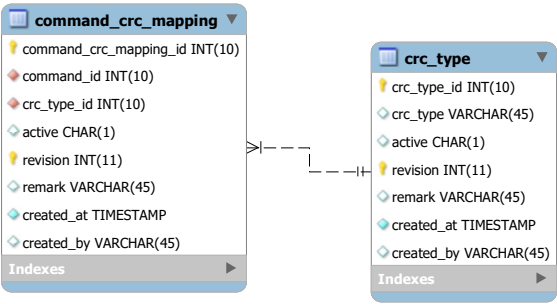 command_crc_mapping
command_crc_mapping_id INT(10)
command_id INT(10)
crc_type_id INT(10)
active CHAR(1)
revision INT(11)
remark VARCHAR(45)
created_at TIMESTAMP
created_by VARCHAR(45)
Indexes
crc_type
crc_type_id INT(10)
crc_type VARCHAR(45)
active CHAR(1)
revision INT(11)
remark VARCHAR(45)
created_at TIMESTAMP
created_by VARCHAR(45)
Indexes